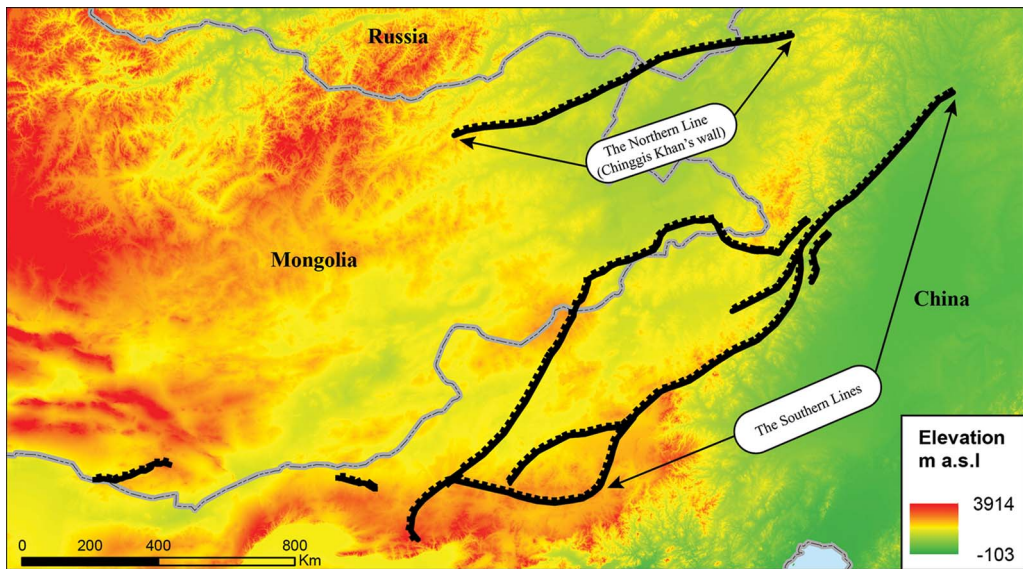 Russia
The Northern Line
(Chinggis Khan's wall)
Mongolia
China
The Southern Lines
Elevation
m a.s.l
3914
-103
0 200 400 800
Km